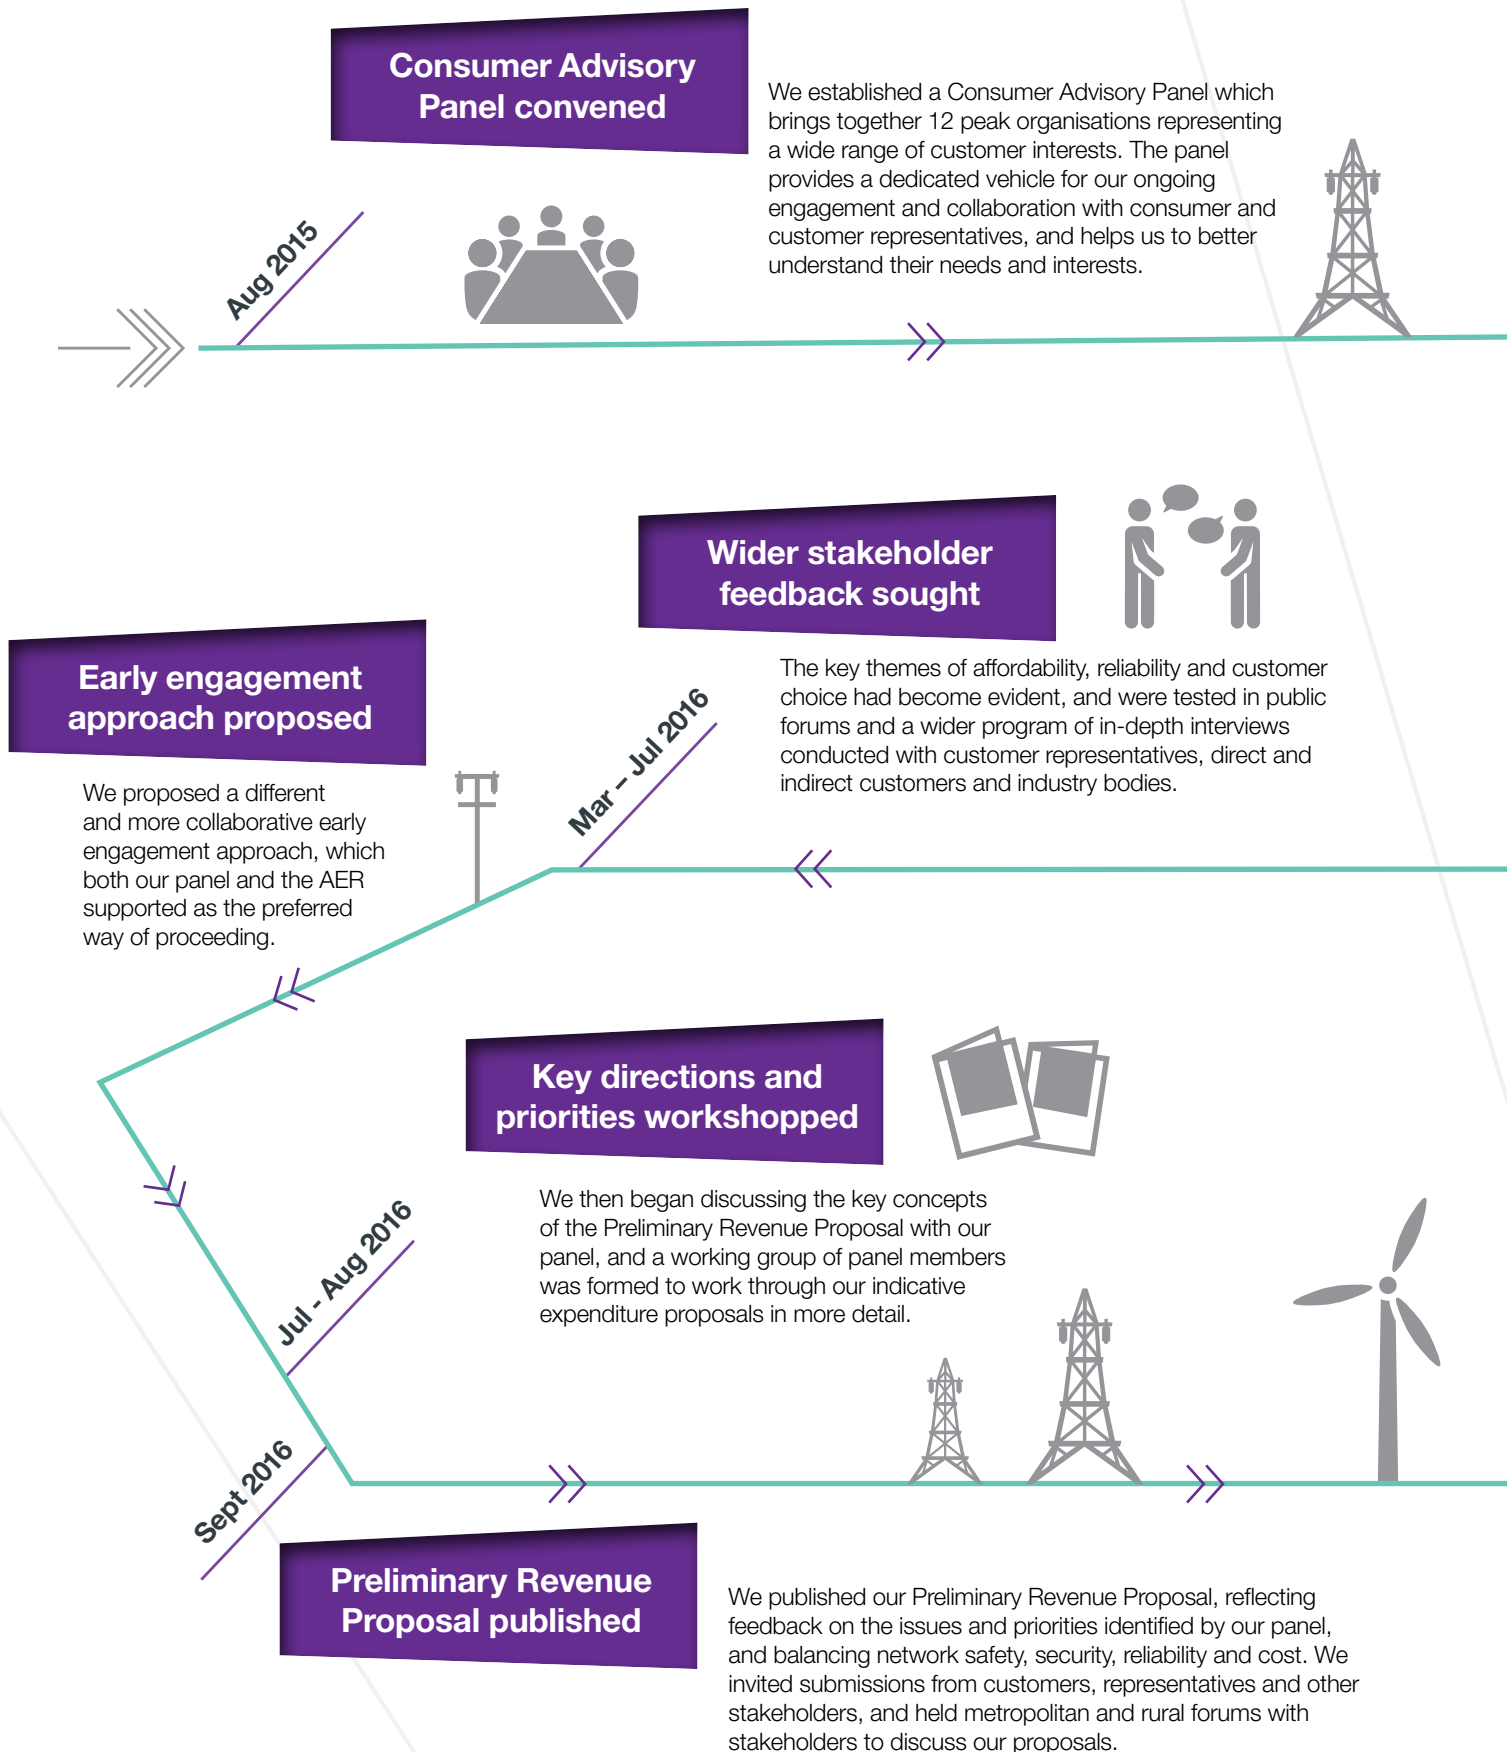 Consumer Advisory
Panel convened
We established a Consumer Advisory Panel which
brings together 12 peak organisations representing
a wide range of customer interests. The panel
provides a dedicated vehicle for our ongoing
engagement and collaboration with consumer and
customer representatives, and helps us to better
understand their needs and interests.
Aug 2015
Wider stakeholder
feedback sought
The key themes of affordability, reliability and customer
choice had become evident, and were tested in public
forums and a wider program of in-depth interviews
conducted with customer representatives, direct and
indirect customers and industry bodies.
Mar – Jul 2016
Early engagement
approach proposed
We proposed a different
and more collaborative early
engagement approach, which
both our panel and the AER
supported as the preferred
way of proceeding.
Key directions and
priorities workshopped
We then began discussing the key concepts
of the Preliminary Revenue Proposal with our
panel, and a working group of panel members
was formed to work through our indicative
expenditure proposals in more detail.
Jul - Aug 2016
Sept 2016
Preliminary Revenue
Proposal published
We published our Preliminary Revenue Proposal, reflecting
feedback on the issues and priorities identified by our panel,
and balancing network safety, security, reliability and cost. We
invited submissions from customers, representatives and other
stakeholders, and held metropolitan and rural forums with
stakeholders to discuss our proposals.